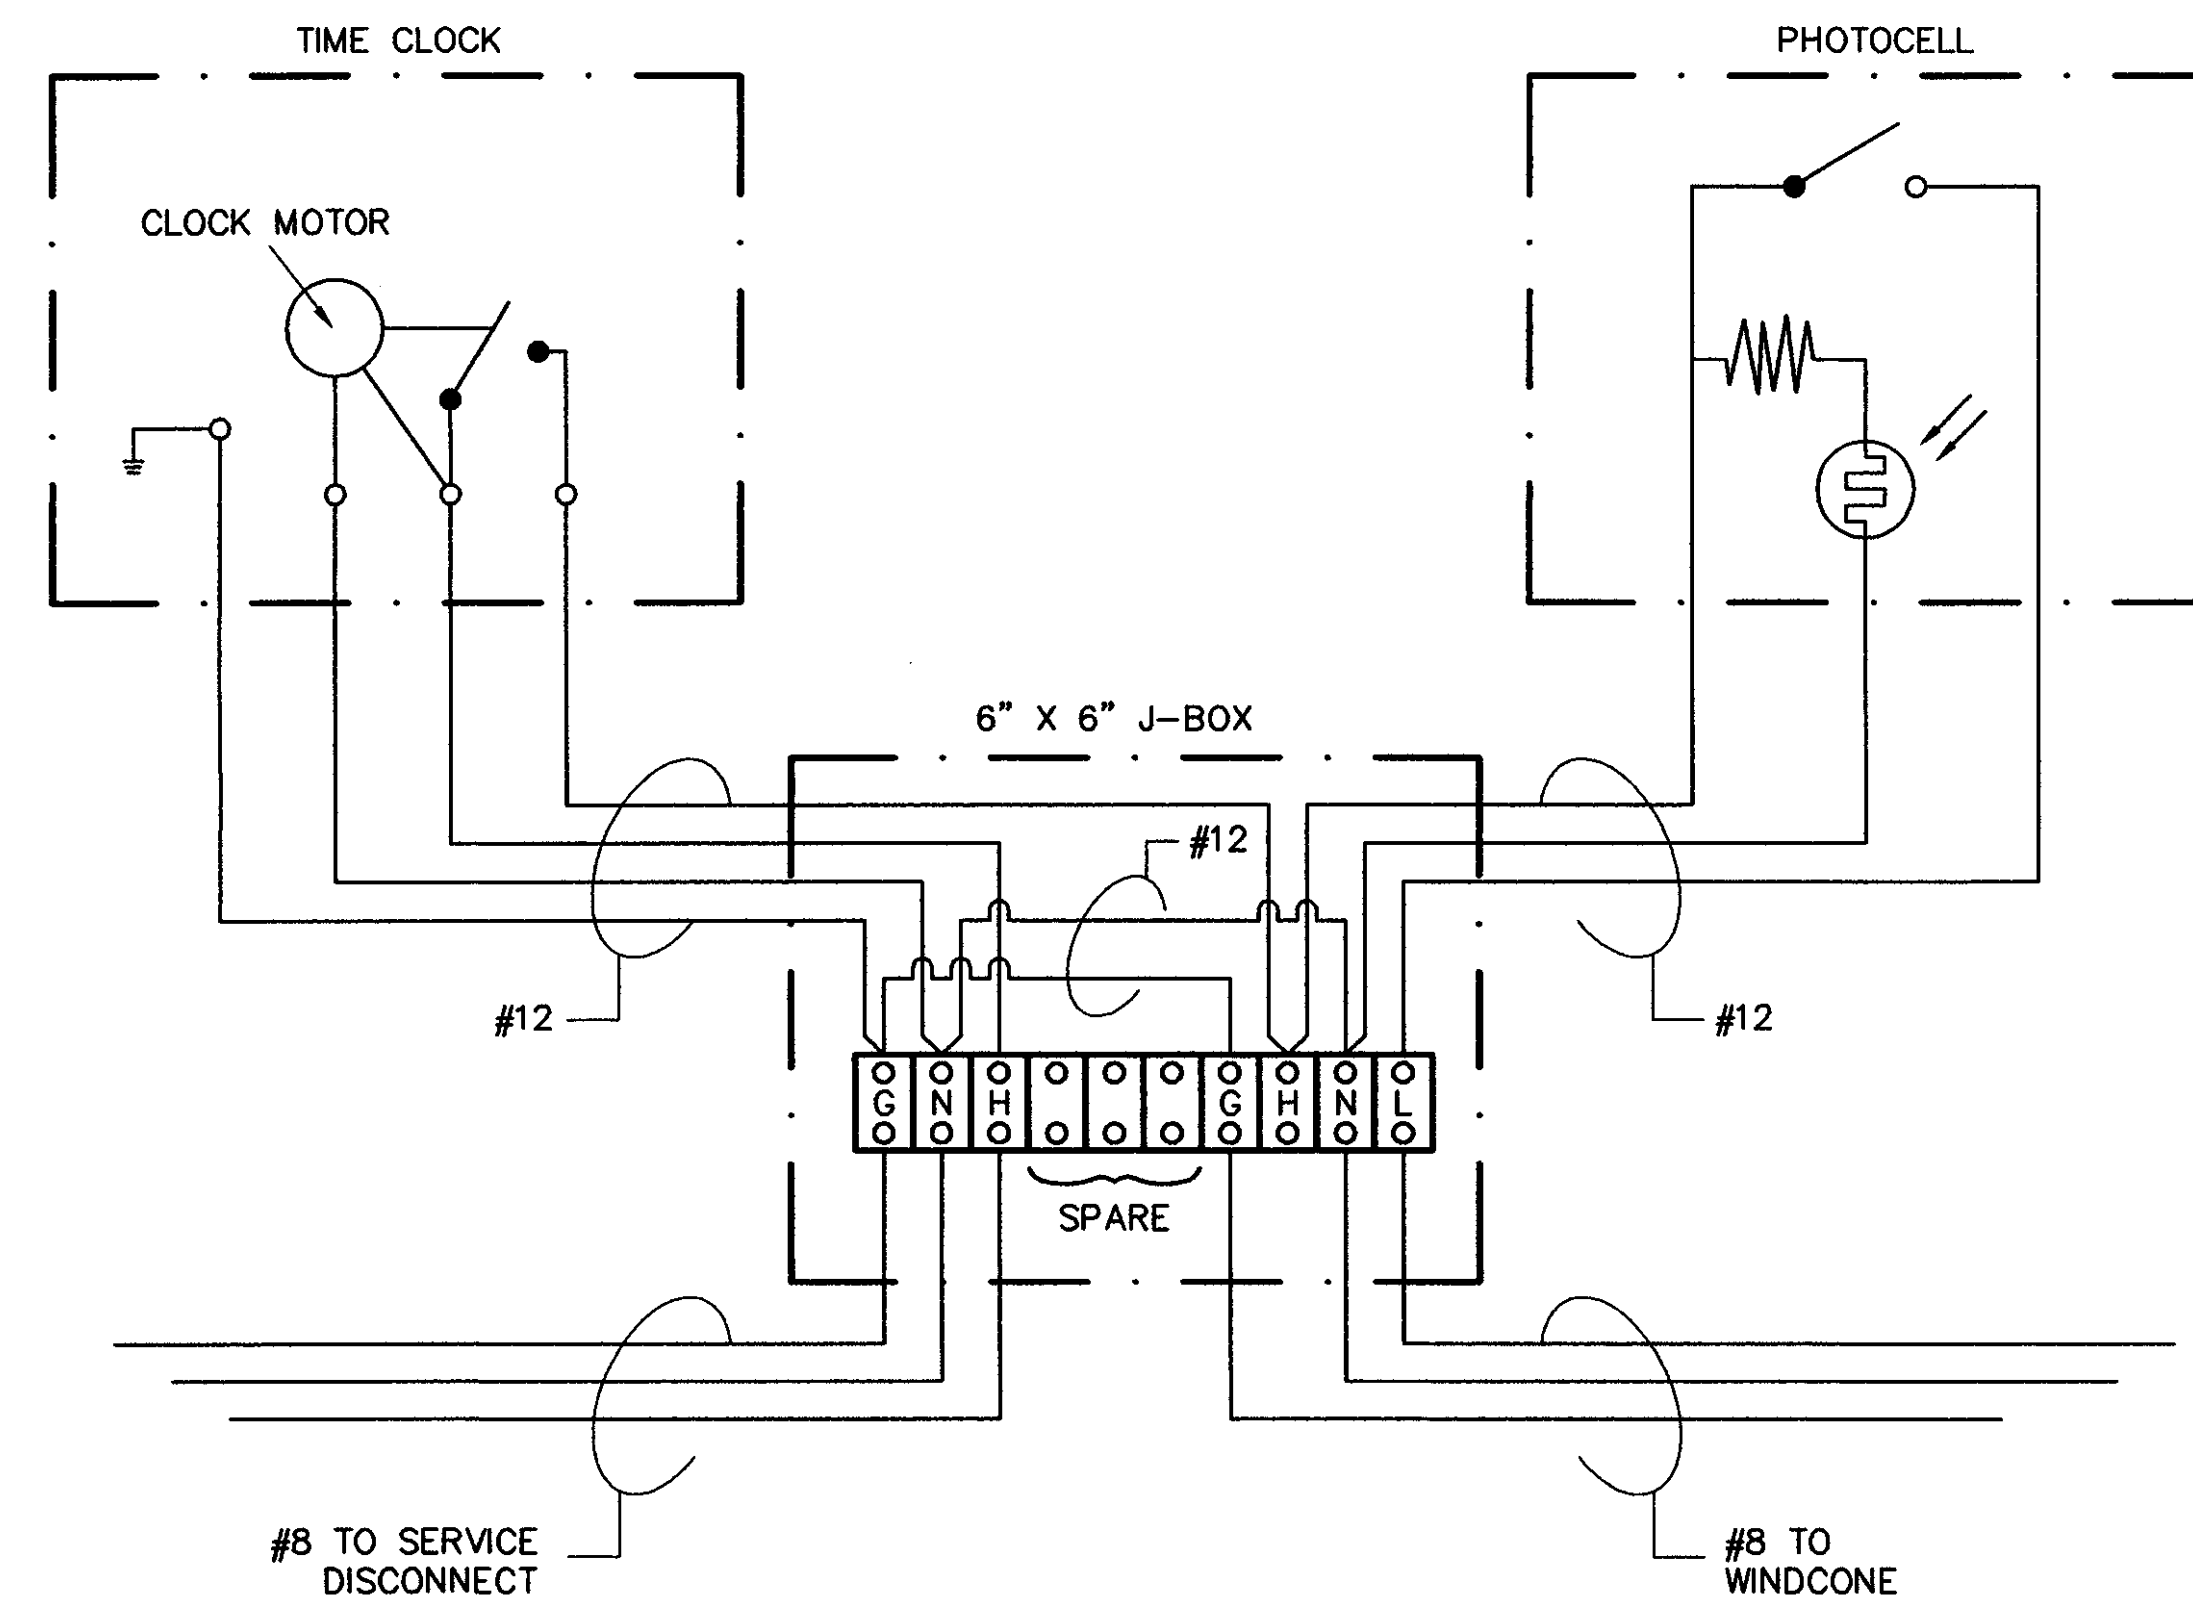 TIME CLOCK
PHOTOCELL
CLOCK MOTOR
6" X 6" J-BOX
#12
#12
#12
G N H G H N L
SPARE
#8 TO SERVICE
DISCONNECT
#8 TO
WINDCONE